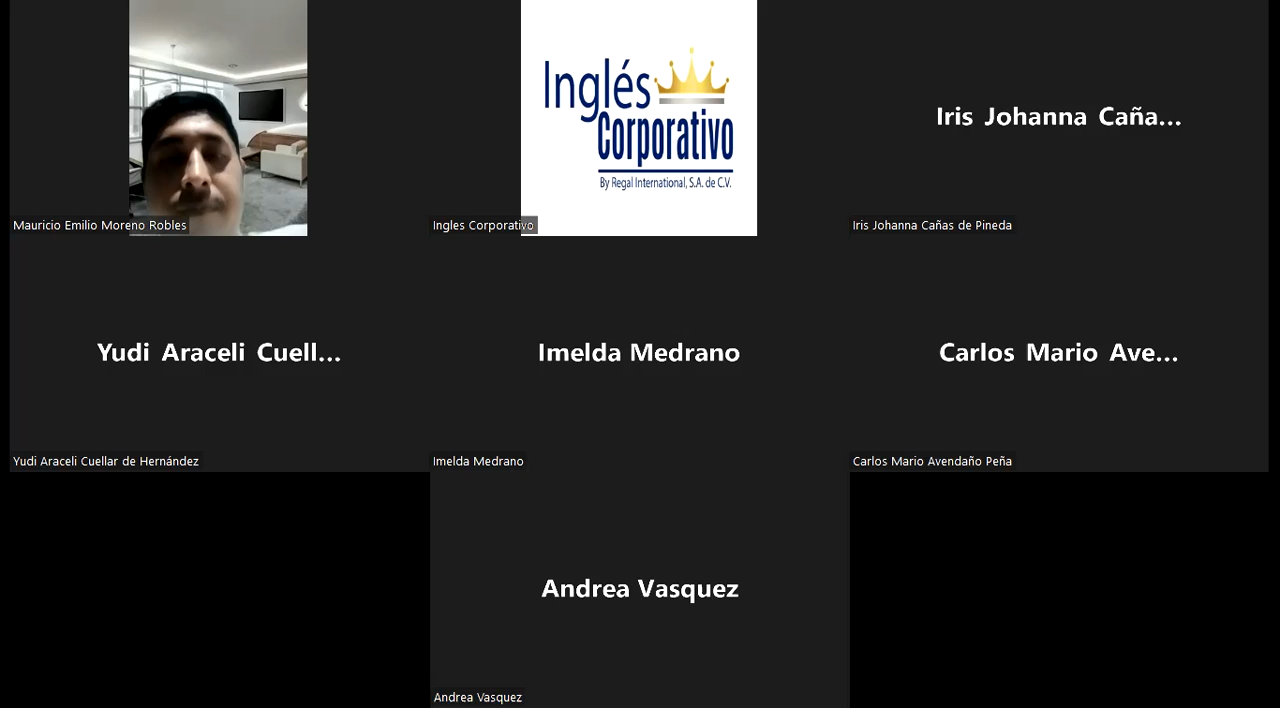 Inglés
Corporativo
By Regal International, S.A. de C.V.
Iris Johanna Caña...
Mauricio Emilio Moreno Robles
Ingles Corporativo
Iris Johanna Cañas de Pineda
Yudi Araceli Cuell...
Imelda Medrano
Carlos Mario Ave...
Yudi Araceli Cuellar de Hernández
Imelda Medrano
Carlos Mario Avendaño Peña
Andrea Vasquez
Andrea Vasquez